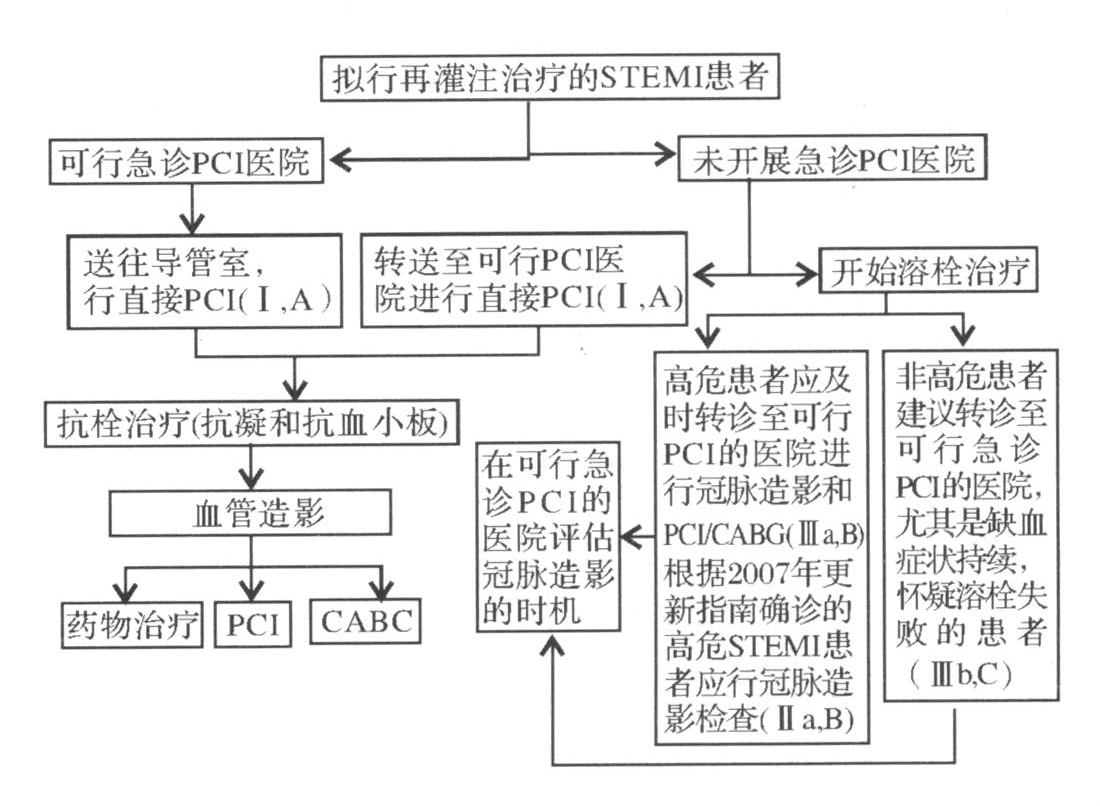 拟行再灌注治疗的STEMI患者
可行急诊PCI医院
未开展急诊PCI医院
送往导管室,
行直接PCI(Ⅰ,A)
转送至可行PCI医
院进行直接PCI(Ⅰ,A)
开始溶栓治疗
抗栓治疗(抗凝和抗血小板)
血管造影
药物治疗
PCI
CABC
在可行急
诊PCI的
医院评估
冠脉造影
的时机
高危患者应及
时转诊至可行
PCI的医院进
行冠脉造影和
PCI/CABG(Ⅲa,B)
根据2007年更
新指南确诊的
高危STEMI患
者应行冠脉造
影检查(Ⅱa,B)
非高危患者
建议转诊至
可行急诊
PCI的医院,
尤其是缺血
症状持续,
怀疑溶栓失
败的患者
(Ⅲb,C)